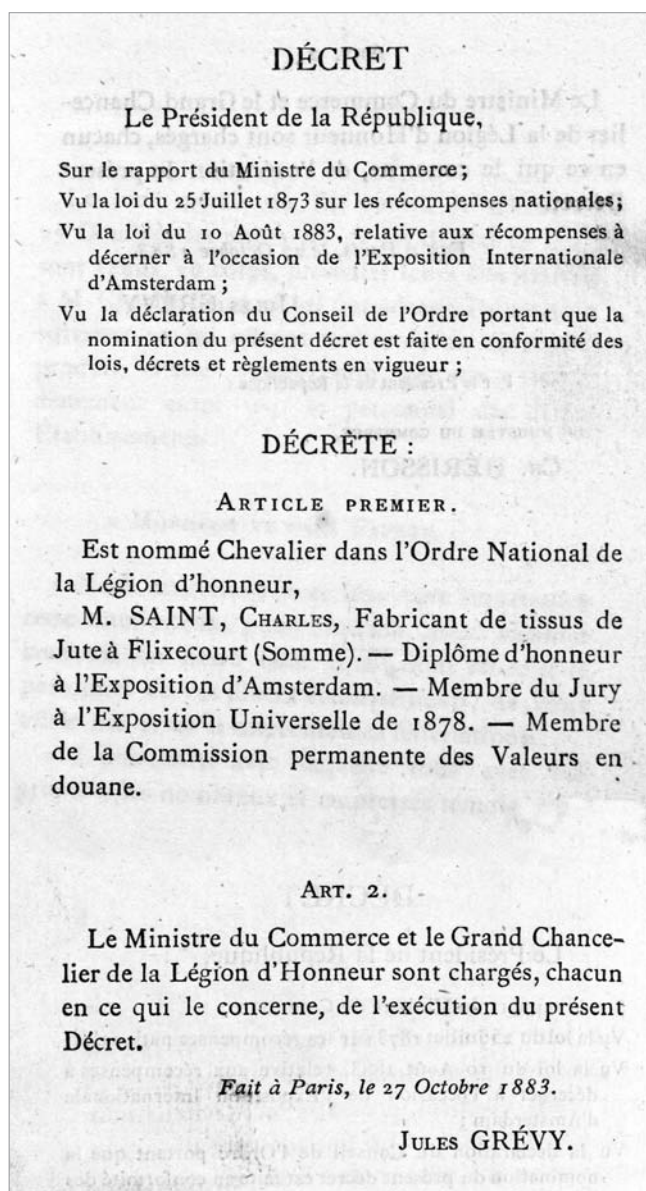 DÉCRET
Le Président de la République,
Sur le rapport du Ministre du Commerce;
Vu la loi du 25 Juillet 1873 sur les récompenses nationales;
Vu la loi du 10 Août 1883, relative aux récompenses à
décerner à l'occasion de l'Exposition Internationale
d'Amsterdam ;
Vu la déclaration du Conseil de l'Ordre portant que la
nomination du présent décret est faite en conformité des
lois, décrets et règlements en vigueur ;
DÉCRÈTE :
ARTICLE PREMIER.
Est nommé Chevalier dans l'Ordre National de
la Légion d'honneur,
M. SAINT, CHARLES, Fabricant de tissus de
Jute à Flixecourt (Somme). — Diplôme d'honneur
à l'Exposition d'Amsterdam. — Membre du Jury
à l'Exposition Universelle de 1878. — Membre
de la Commission permanente des Valeurs en
douane.
ART. 2.
Le Ministre du Commerce et le Grand Chance-
lier de la Légion d'Honneur sont chargés, chacun
en ce qui le concerne, de l'exécution du présent
Décret.
Fait à Paris, le 27 Octobre 1883.
JULES GRÉVY.